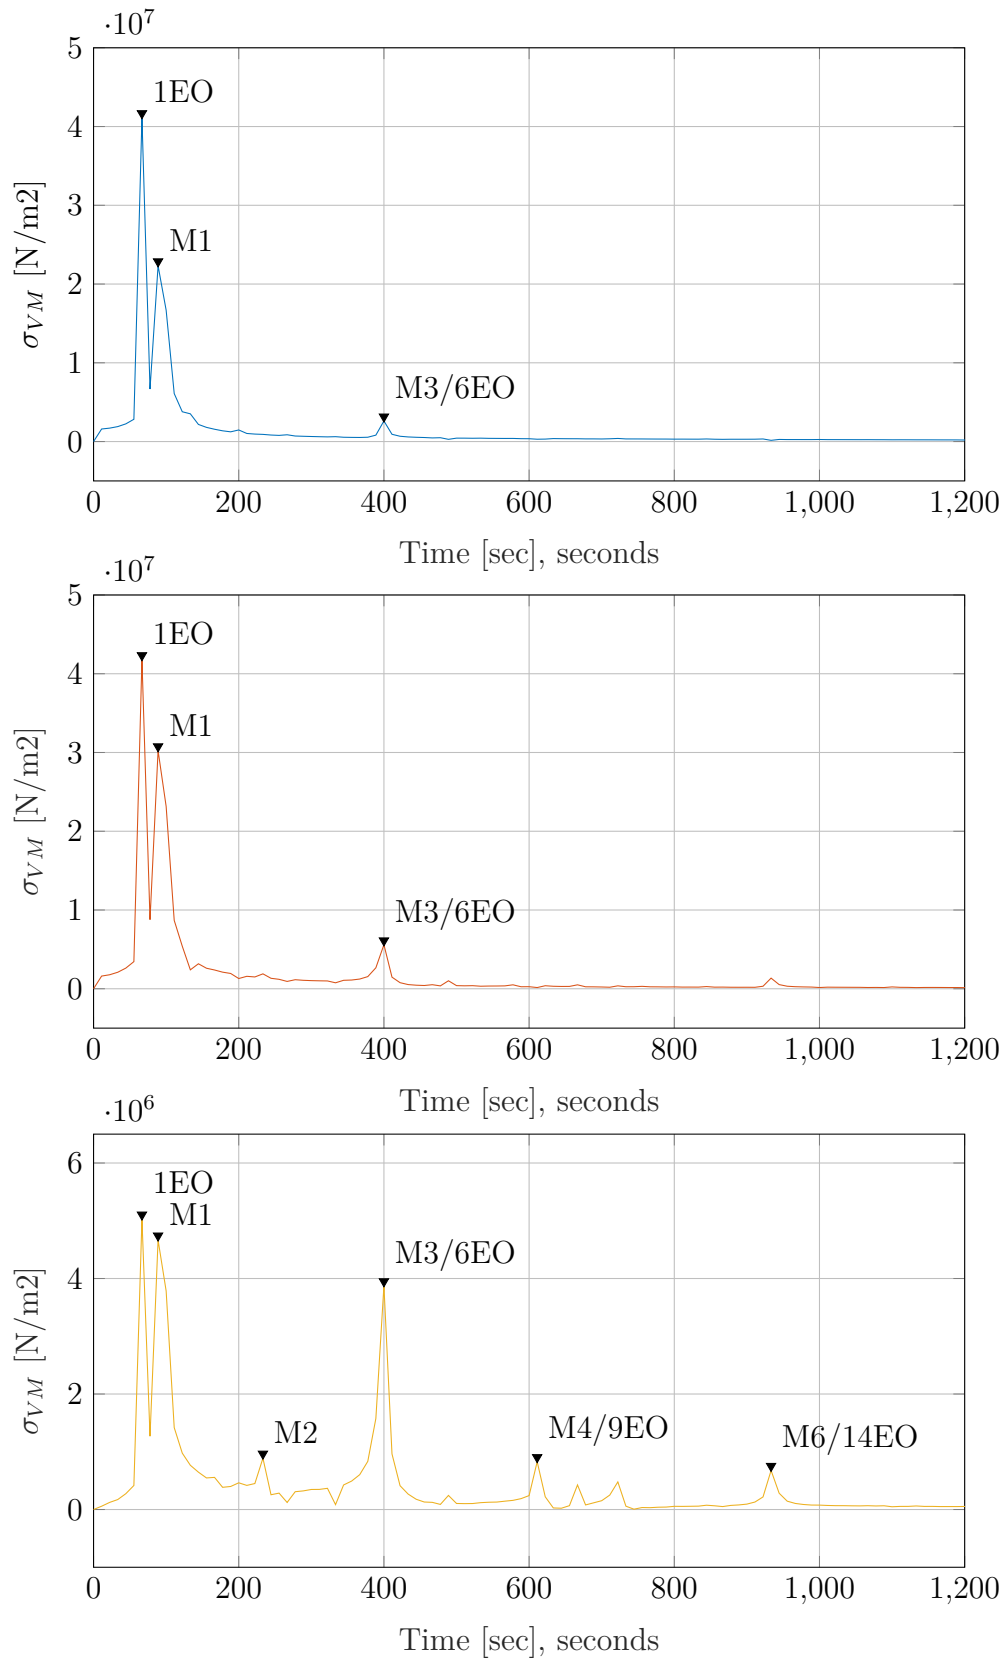 ·10^7
5
4
3
2
1
0
σ_VM [N/m2]
1EO
M1
M3/6EO
0 200 400 600 800 1,000 1,200
Time [sec], seconds
·10^7
5
4
3
2
1
0
σ_VM [N/m2]
1EO
M1
M3/6EO
0 200 400 600 800 1,000 1,200
Time [sec], seconds
·10^6
6
4
2
0
σ_VM [N/m2]
1EO
M1
M3/6EO
M2
M4/9EO
M6/14EO
0 200 400 600 800 1,000 1,200
Time [sec], seconds